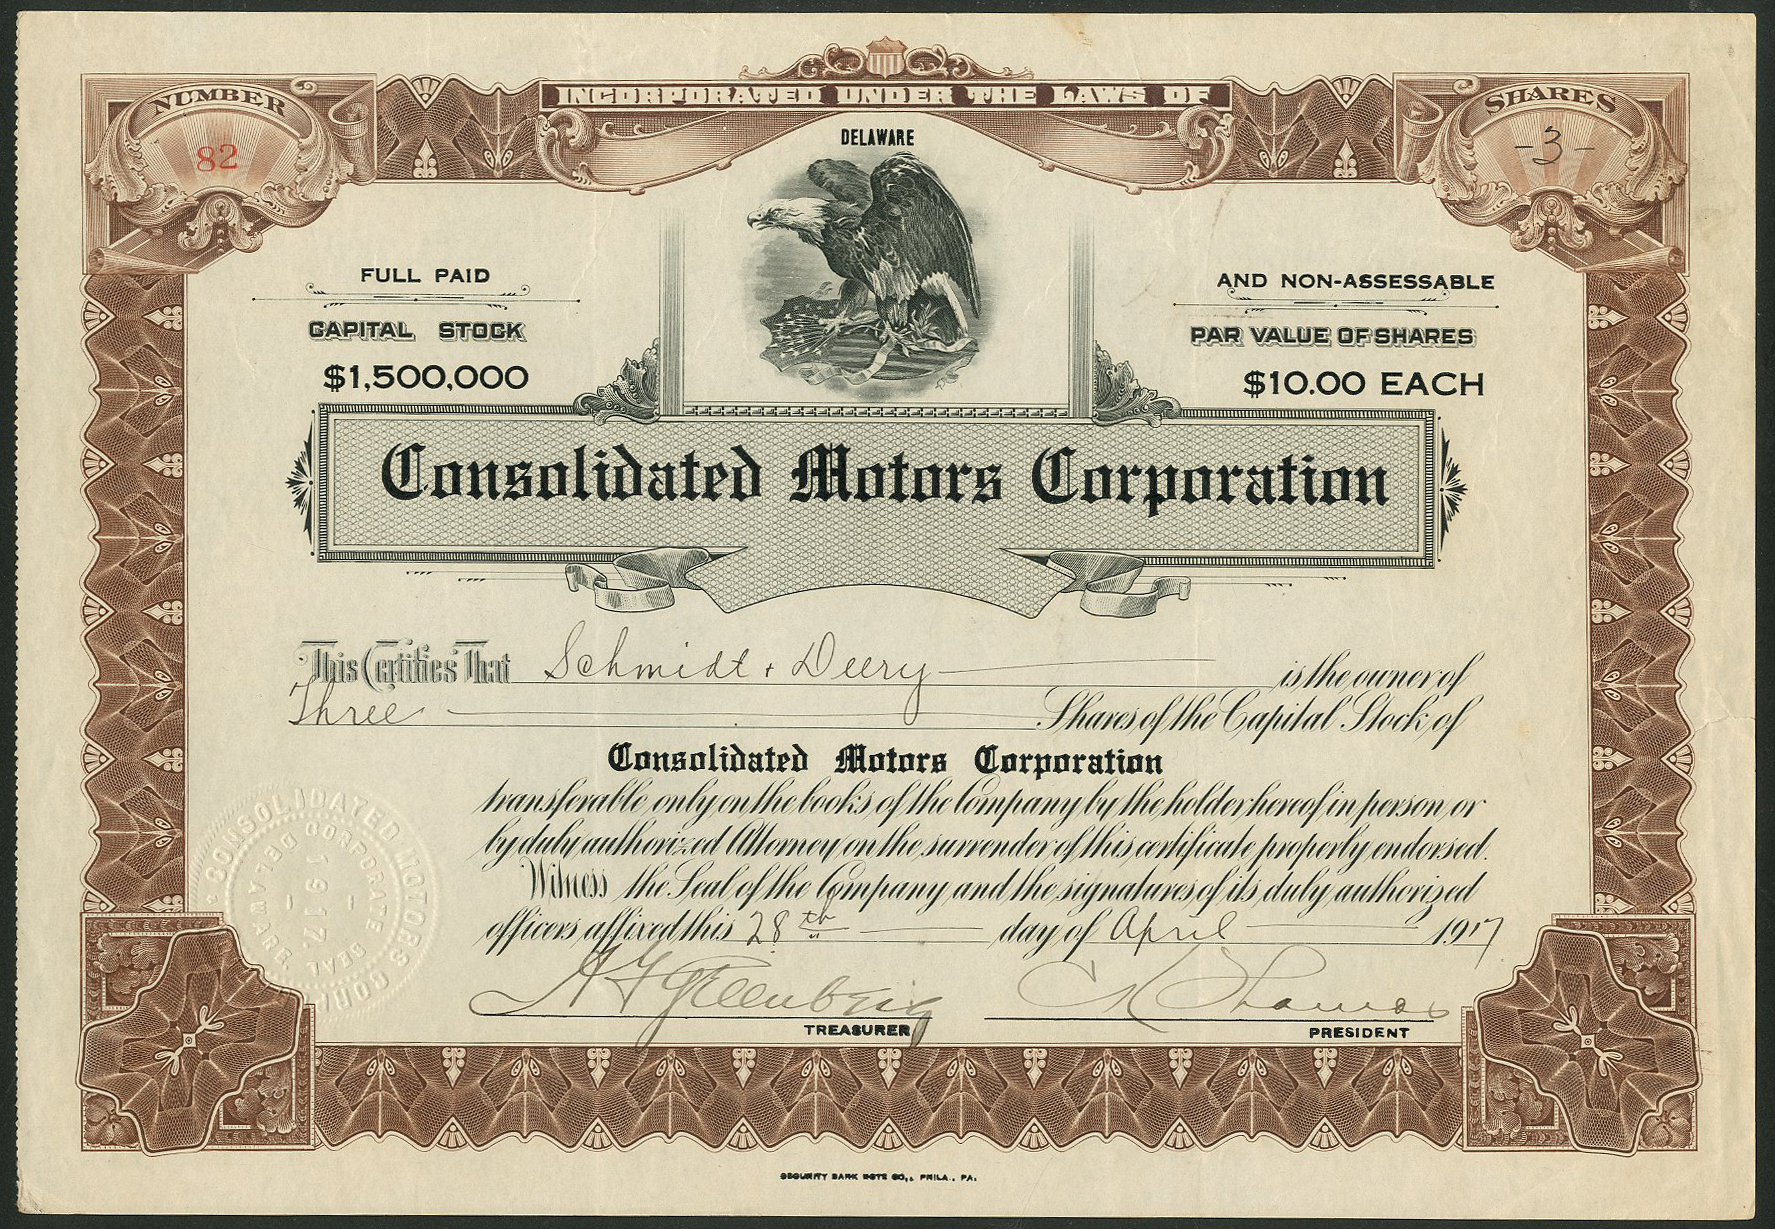 INCORPORATED UNDER THE LAWS OF
DELAWARE
NUMBER
82
SHARES
-3-
FULL PAID
AND NON-ASSESSABLE
CAPITAL STOCK
PAR VALUE OF SHARES
$1,500,000
$10.00 EACH
Consolidated Motors Corporation
This Certifies That Schmidt + Deery is the owner of
Three Shares of the Capital Stock of
Consolidated Motors Corporation
transferable only on the books of the Company by the holder hereof in person or
by duly authorized Attorney on the surrender of this certificate properly endorsed.
Witness the Seal of the Company and the signatures of its duly authorized
officers affixed this 28th day of April 1917
TREASURER
PRESIDENT
CONSOLIDATED MOTORS CORP.
CORPORATE SEAL
1917
DELAWARE
SECURITY BANK NOTE CO., PHILA., PA.